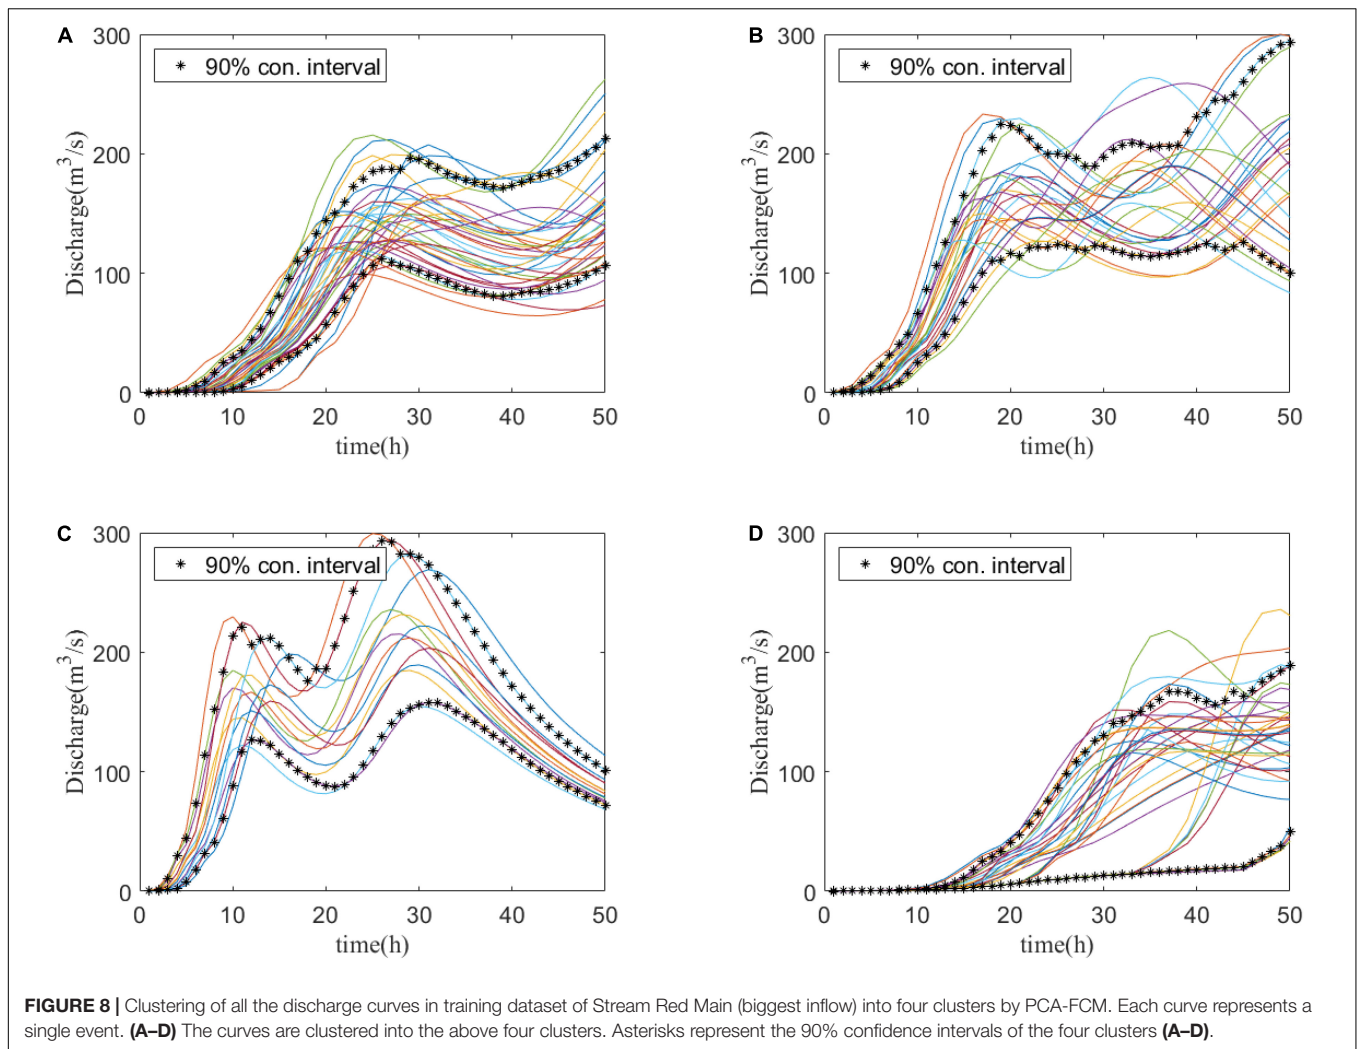 A
300
200
100
0
Discharge(m³/s)
✱ 90% con. interval
0 10 20 30 40 50
time(h)
B
300
200
100
0
Discharge(m³/s)
✱ 90% con. interval
0 10 20 30 40 50
time(h)
C
300
200
100
0
Discharge(m³/s)
✱ 90% con. interval
0 10 20 30 40 50
time(h)
D
300
200
100
0
Discharge(m³/s)
✱ 90% con. interval
0 10 20 30 40 50
time(h)
FIGURE 8 | Clustering of all the discharge curves in training dataset of Stream Red Main (biggest inflow) into four clusters by PCA-FCM. Each curve represents a
single event. (A–D) The curves are clustered into the above four clusters. Asterisks represent the 90% confidence intervals of the four clusters (A–D).